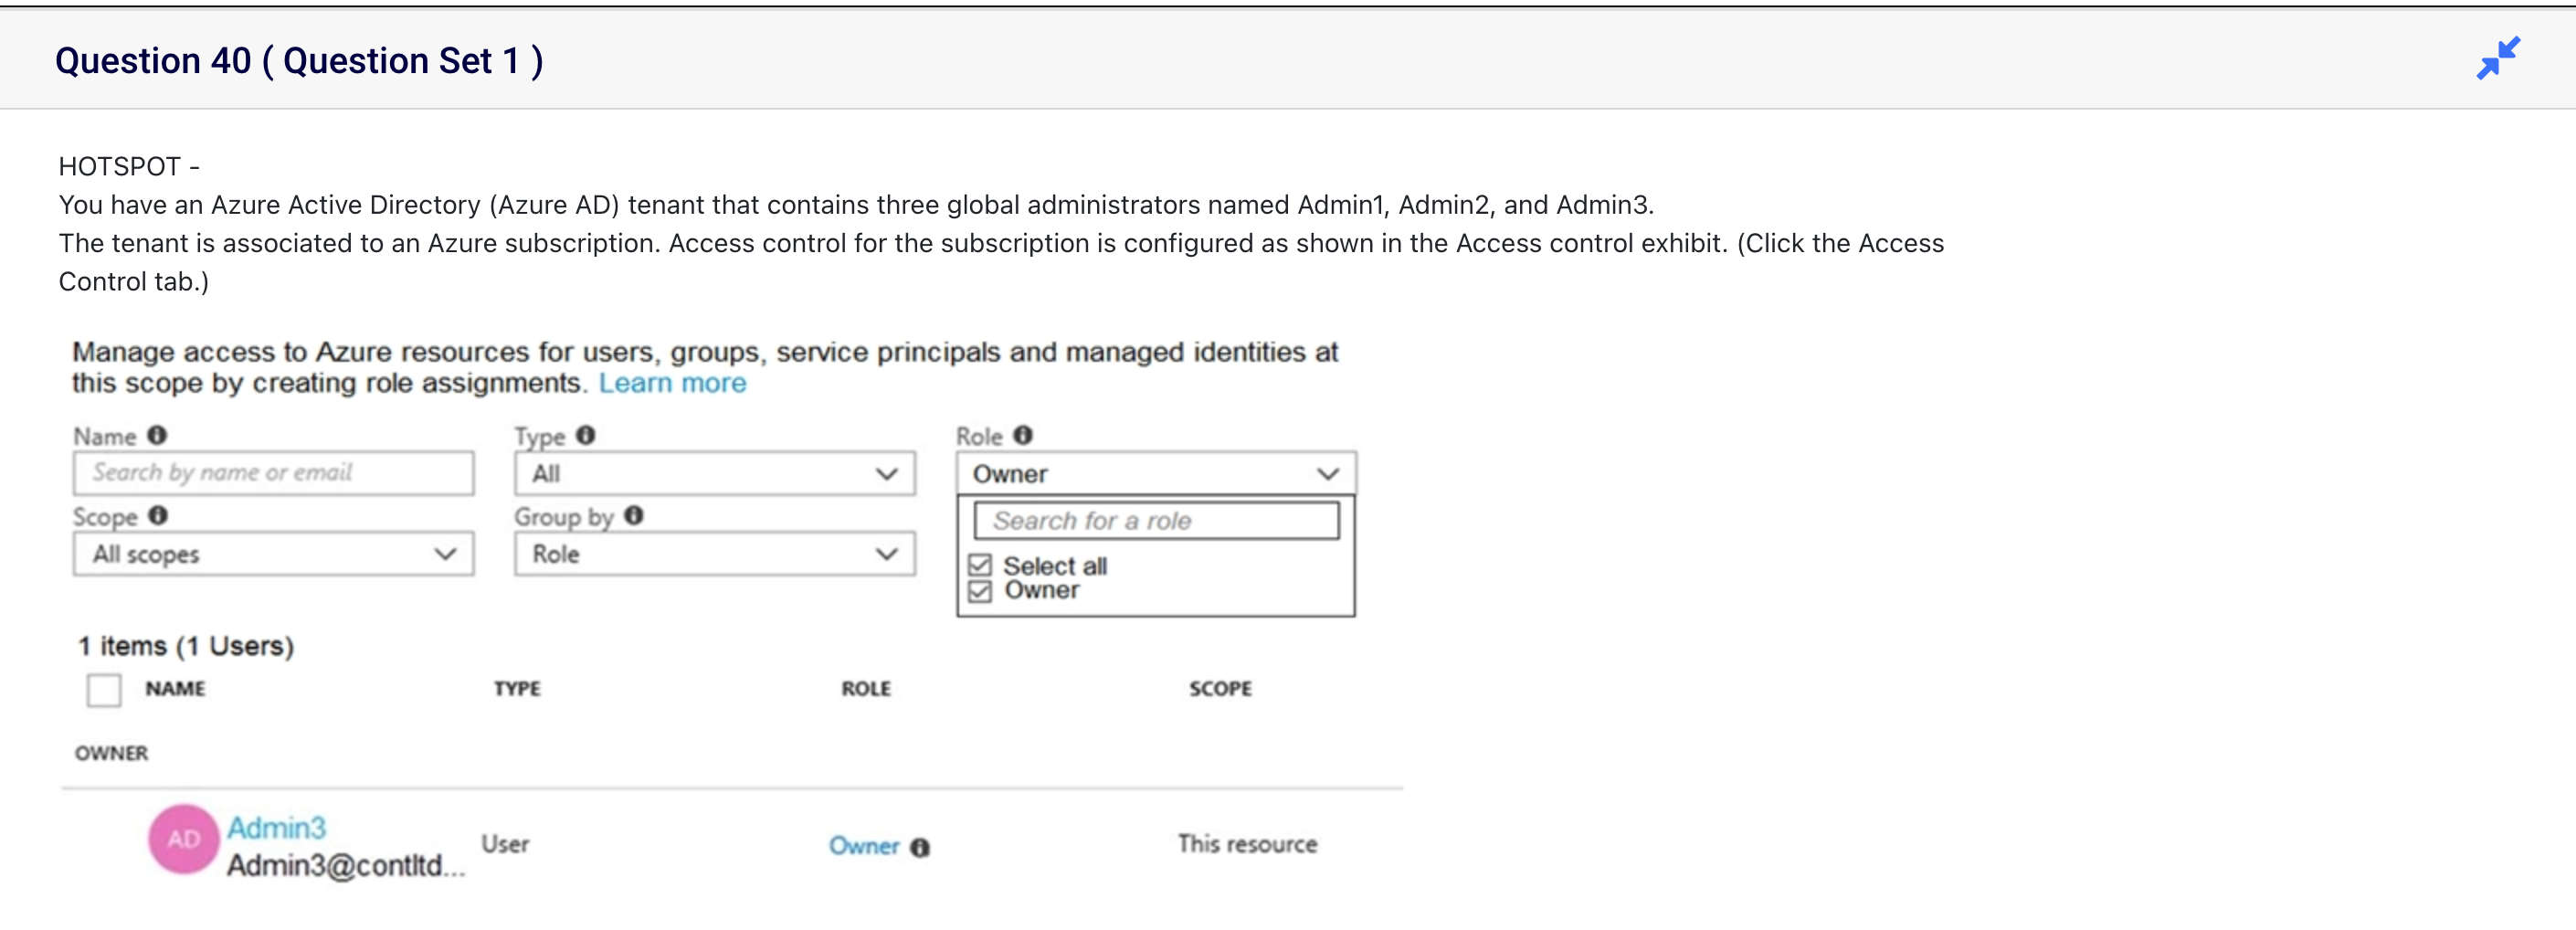 Question 40 ( Question Set 1 )
HOTSPOT -
You have an Azure Active Directory (Azure AD) tenant that contains three global administrators named Admin1, Admin2, and Admin3.
The tenant is associated to an Azure subscription. Access control for the subscription is configured as shown in the Access control exhibit. (Click the Access
Control tab.)
Manage access to Azure resources for users, groups, service principals and managed identities at
this scope by creating role assignments. Learn more
Name Type Role
Search by name or email All Owner
Scope Group by Search for a role
All scopes Role
Select all
Owner
1 items (1 Users)
NAME TYPE ROLE SCOPE
OWNER
AD Admin3 User Owner This resource
Admin3@contltd...